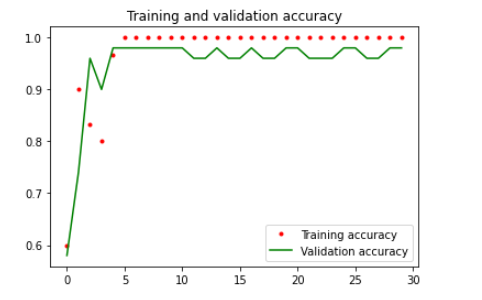 Training and validation accuracy
1.0
0.9
0.8
0.7
0.6
0 5 10 15 20 25 30
Training accuracy
Validation accuracy